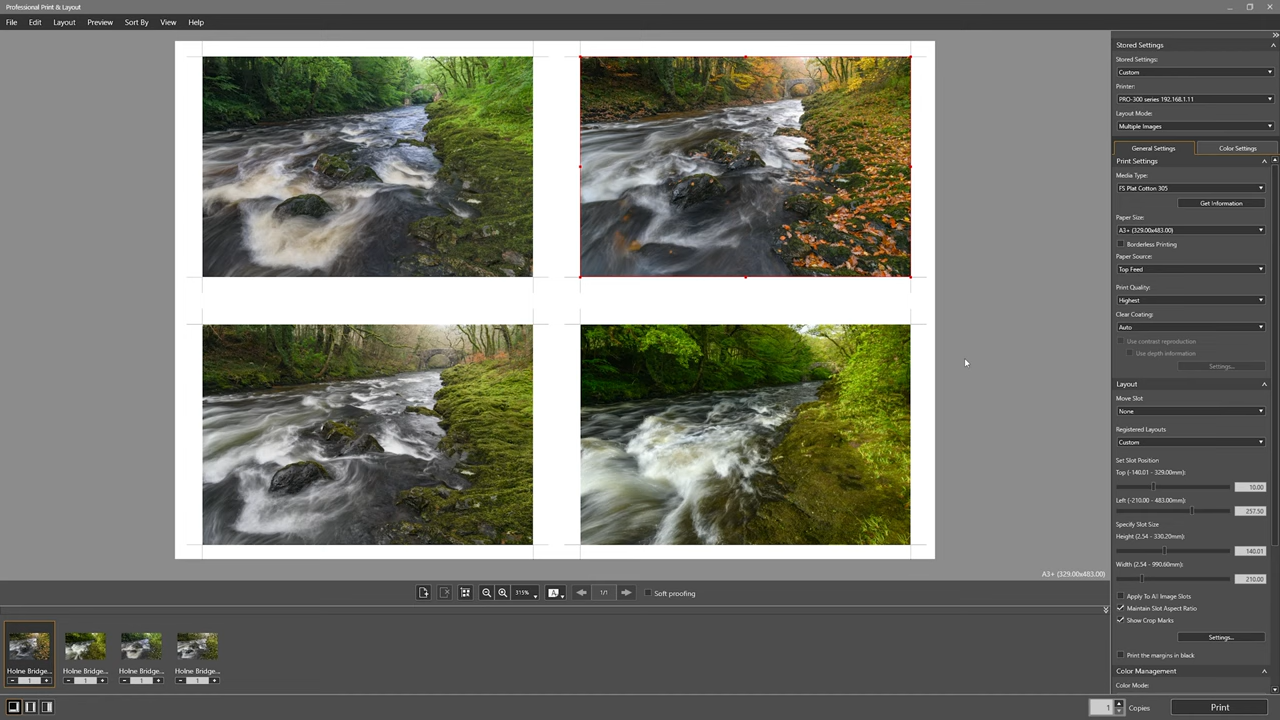 Professional Print & Layout
File Edit Layout Preview Sort By View Help
Stored Settings
Stored Settings:
Custom
Printer:
PRO-300 series 192.168.1.11
Layout Mode:
Multiple Images
General Settings Color Settings
Print Settings
Media Type:
FS Plat Cotton 305
Get Information
Paper Size:
A3+ (329.00x483.00)
Borderless Printing
Paper Source:
Top Feed
Print Quality:
Highest
Clear Coating:
Auto
Use contrast reproduction
Use depth information
Settings...
Layout
Move Slot
None
Registered Layouts
Custom
Set Slot Position
Top (-140.01 - 329.00mm):
10.00
Left (-210.00 - 483.00mm):
257.50
Specify Slot Size
Height (2.54 - 330.20mm):
140.01
Width (2.54 - 990.60mm):
210.00
Apply To All Image Slots
Maintain Slot Aspect Ratio
Show Crop Marks
Settings...
Print the margins in black
Color Management
Color Mode:
A3+ (329.00x483.00)
315% A 1/1 Soft proofing
Holne Bridge... Holne Bridge... Holne Bridge... Holne Bridge...
1 1 1 1
1 Copies Print